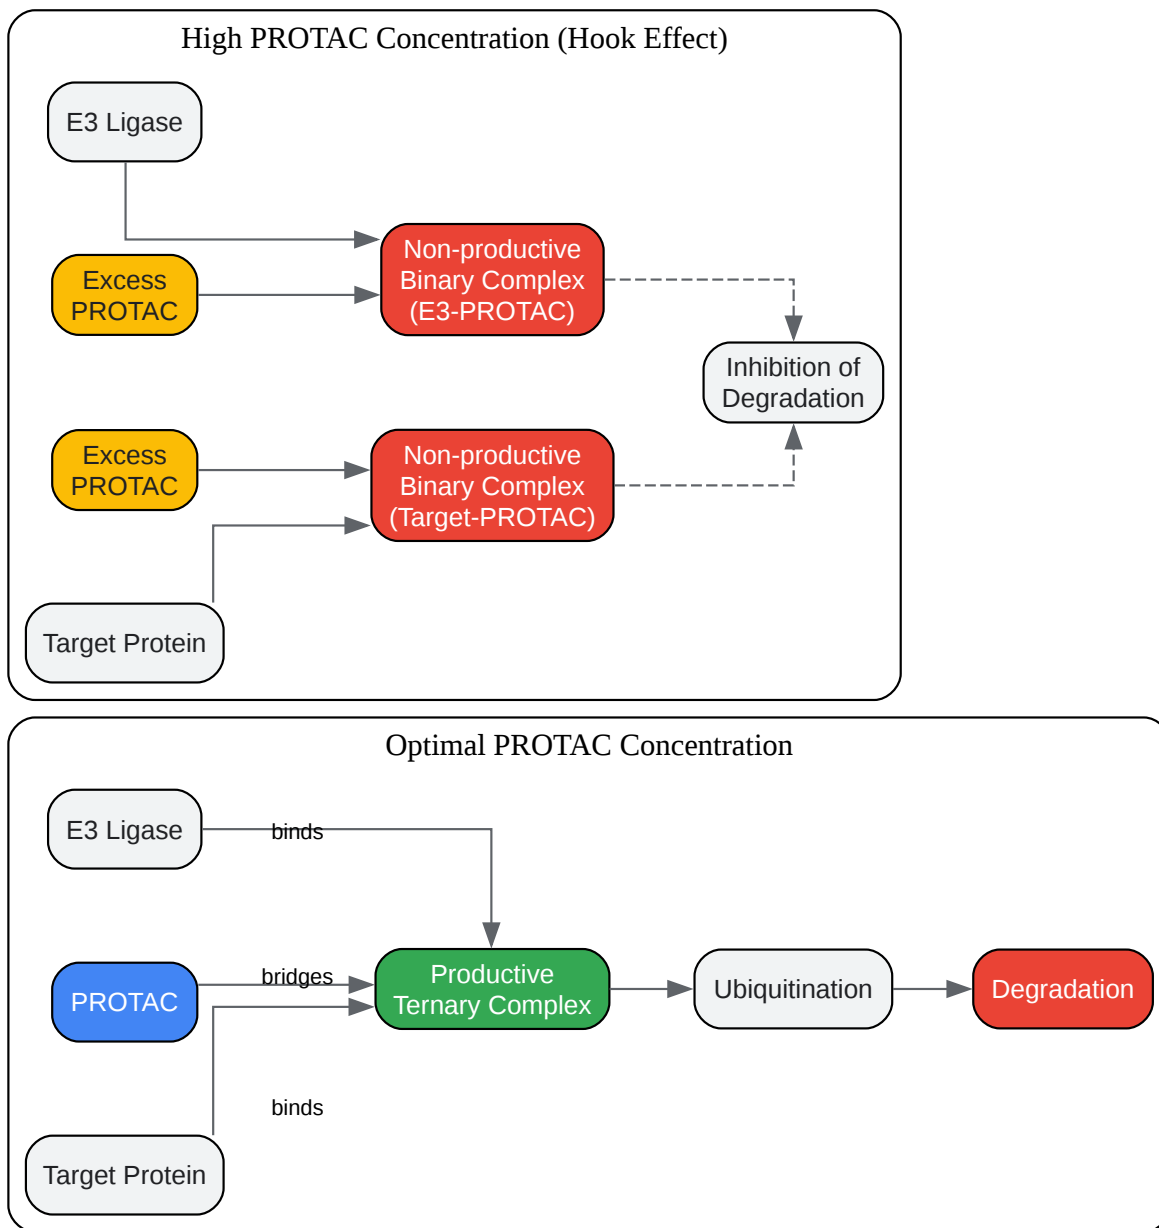 High PROTAC Concentration (Hook Effect)
E3 Ligase
Excess
PROTAC
Non-productive
Binary Complex
(E3-PROTAC)
Inhibition of
Degradation
Excess
PROTAC
Non-productive
Binary Complex
(Target-PROTAC)
Target Protein
Optimal PROTAC Concentration
E3 Ligase
binds
PROTAC
bridges
Productive
Ternary Complex
Ubiquitination
Degradation
binds
Target Protein